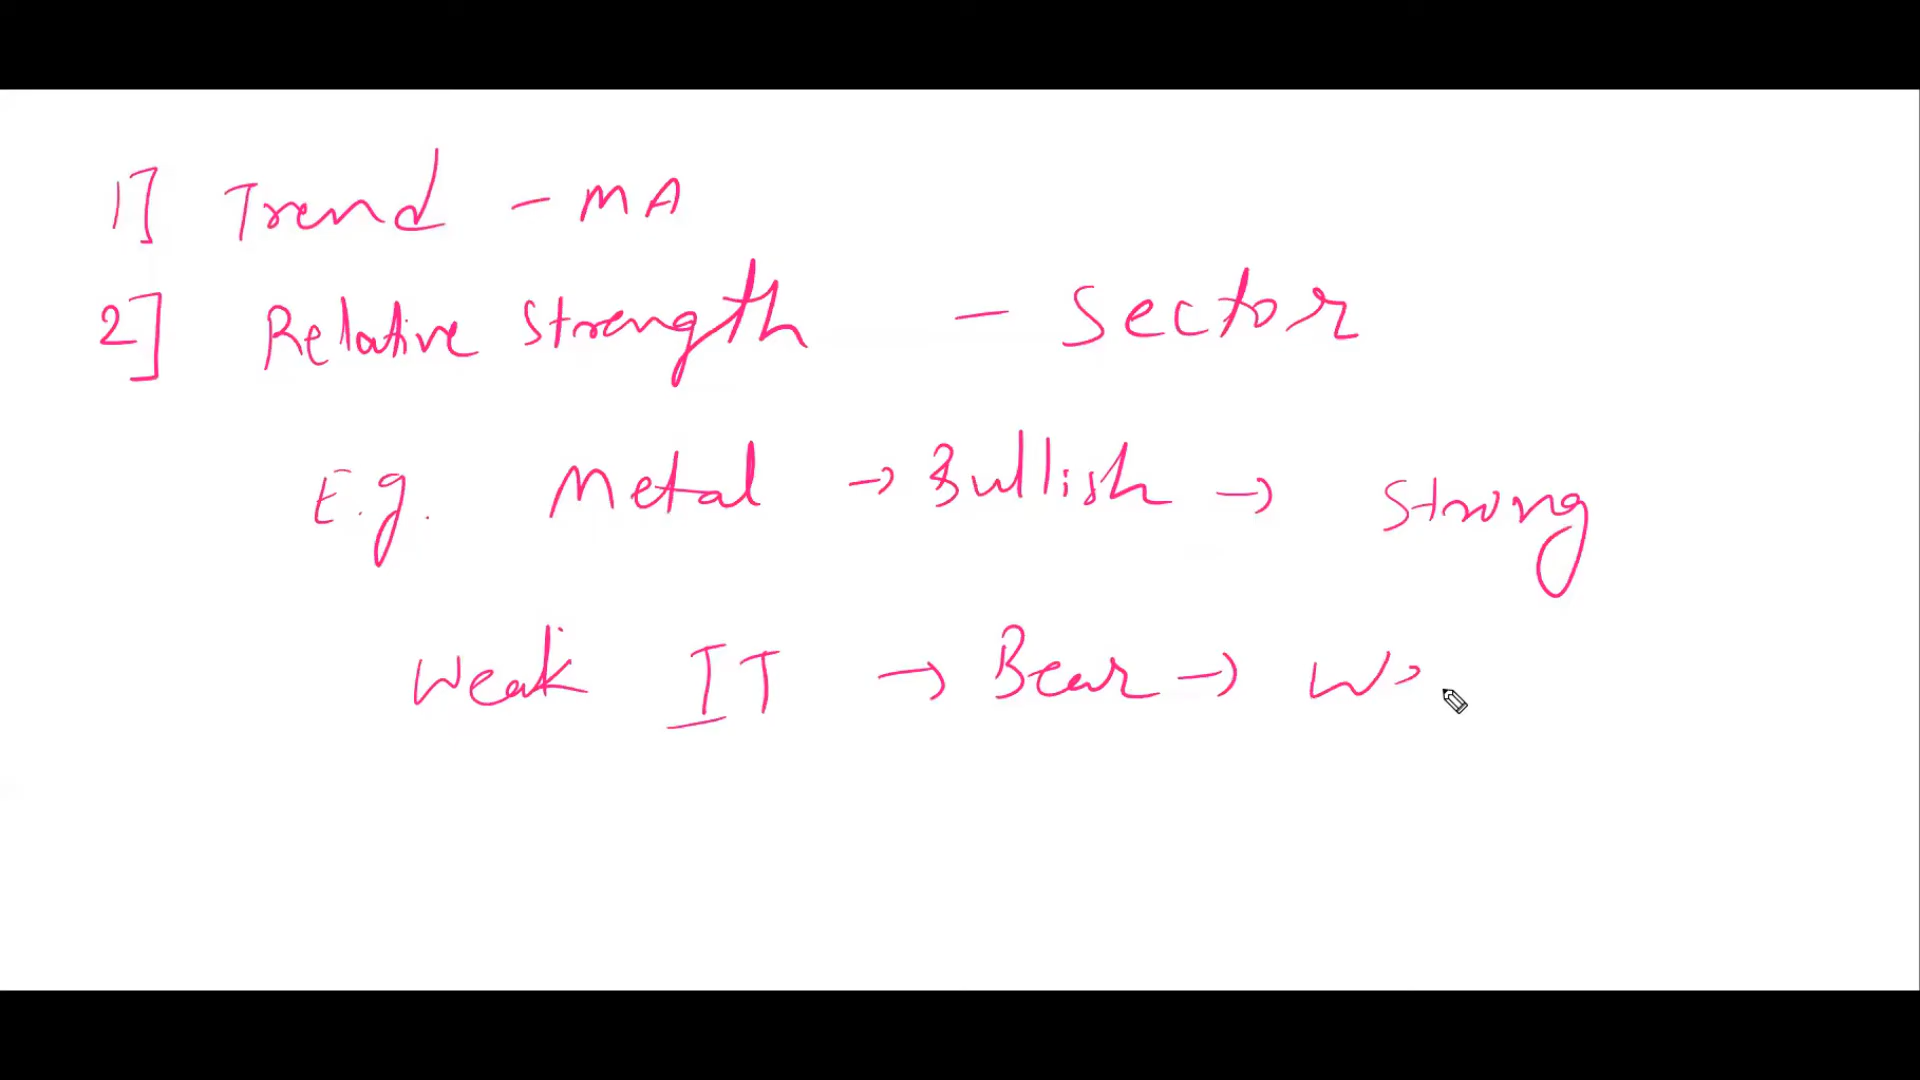 1] Trend - MA
2] Relative Strength - Sector
E.g. Metal → Bullish → Strong
Weak IT → Bear → W